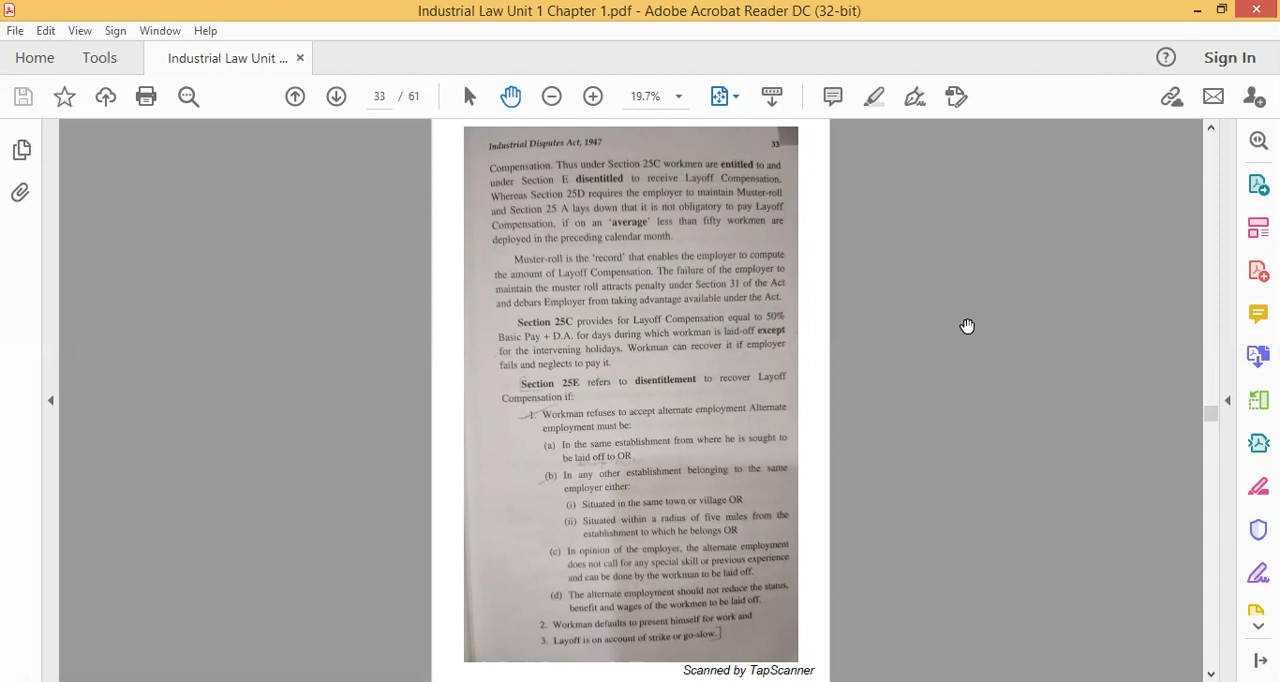 Industrial Law Unit 1 Chapter 1.pdf - Adobe Acrobat Reader DC (32-bit)
File Edit View Sign Window Help
Home Tools Industrial Law Unit ... × Sign In
33 / 61 19.7%
Industrial Disputes Act, 1947 33
Compensation. Thus under Section 25C workmen are entitled to and
under Section E disentitled to receive Layoff Compensation.
Whereas Section 25D requires the employer to maintain Muster-roll
and Section 25 A lays down that it is not obligatory to pay Layoff
Compensation, if on an 'average' less than fifty workmen are
deployed in the preceding calendar month.
Muster-roll is the 'record' that enables the employer to compute
the amount of Layoff Compensation. The failure of the employer to
maintain the muster roll attracts penalty under Section 31 of the Act
and debars Employer from taking advantage available under the Act.
Section 25C provides for Layoff Compensation equal to 50%
Basic Pay + D.A. for days during which workman is laid-off except
for the intervening holidays. Workman can recover it if employer
fails and neglects to pay it.
Section 25E refers to disentitlement to recover Layoff
Compensation if:
1. Workman refuses to accept alternate employment Alternate
employment must be:
(a) In the same establishment from where he is sought to
be laid off to OR
(b) In any other establishment belonging to the same
employer either:
(i) Situated in the same town or village OR
(ii) Situated within a radius of five miles from the
establishment to which he belongs OR
(c) In opinion of the employer, the alternate employment
does not call for any special skill or previous experience
and can be done by the workman to be laid off.
(d) The alternate employment should not reduce the status,
benefit and wages of the workmen to be laid off.
2. Workman defaults to present himself for work and
3. Layoff is on account of strike or go-slow.]
Scanned by TapScanner